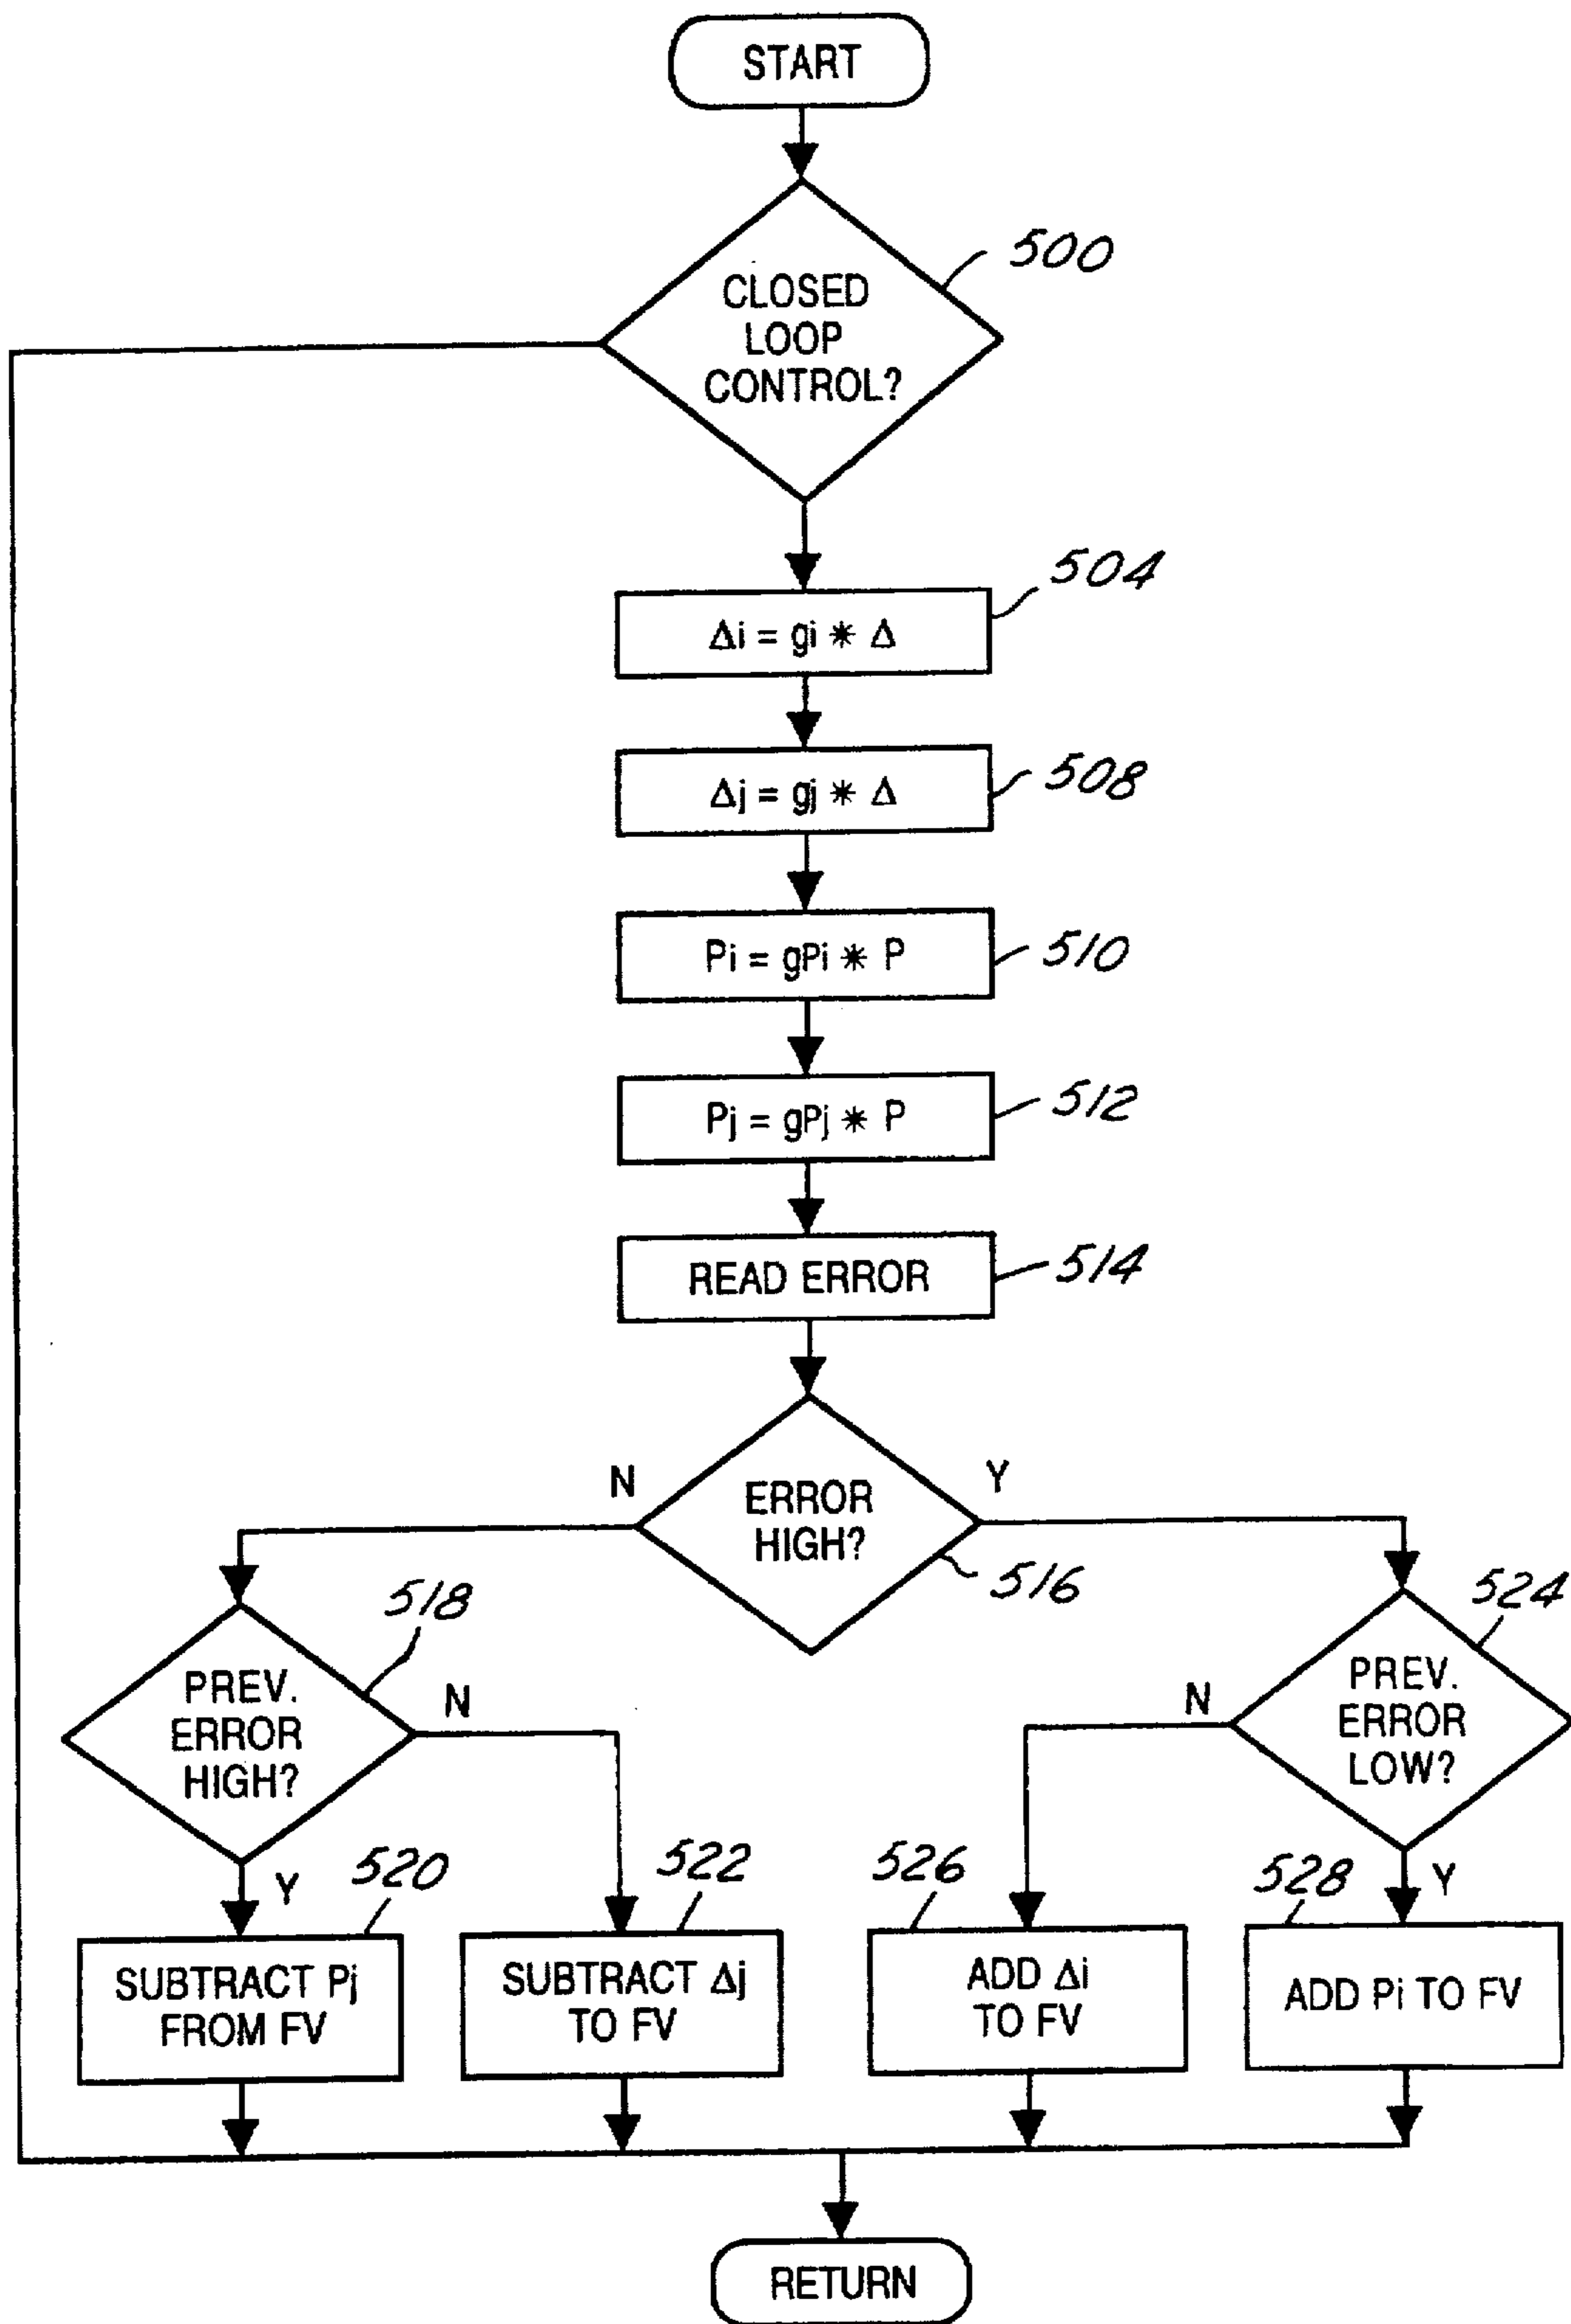 START
500
CLOSED
LOOP
CONTROL?
504
Δi = gi * Δ
508
Δj = gj * Δ
510
Pi = gPi * P
512
Pj = gPj * P
514
READ ERROR
N
Y
ERROR
HIGH?
516
518
524
PREV.
ERROR
HIGH?
N
N
PREV.
ERROR
LOW?
Y
520
522
526
528
Y
SUBTRACT Pj
FROM FV
SUBTRACT Δj
TO FV
ADD Δi
TO FV
ADD Pi TO FV
RETURN